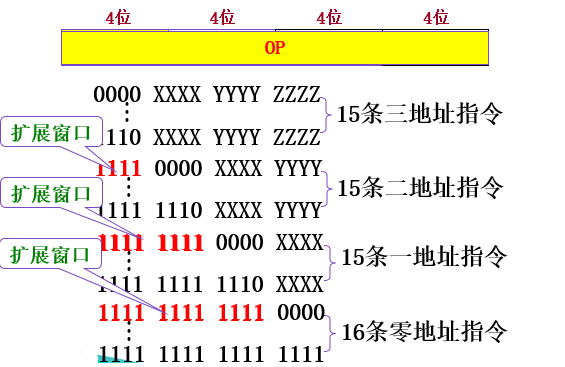 4位 4位 4位 4位
OP
0000 XXXX YYYY ZZZZ
15条三地址指令
扩展窗口
1110 XXXX YYYY ZZZZ
1111 0000 XXXX YYYY
扩展窗口
15条二地址指令
1111 1110 XXXX YYYY
1111 1111 0000 XXXX
扩展窗口
15条一地址指令
1111 1111 1110 XXXX
1111 1111 1111 0000
16条零地址指令
1111 1111 1111 1111